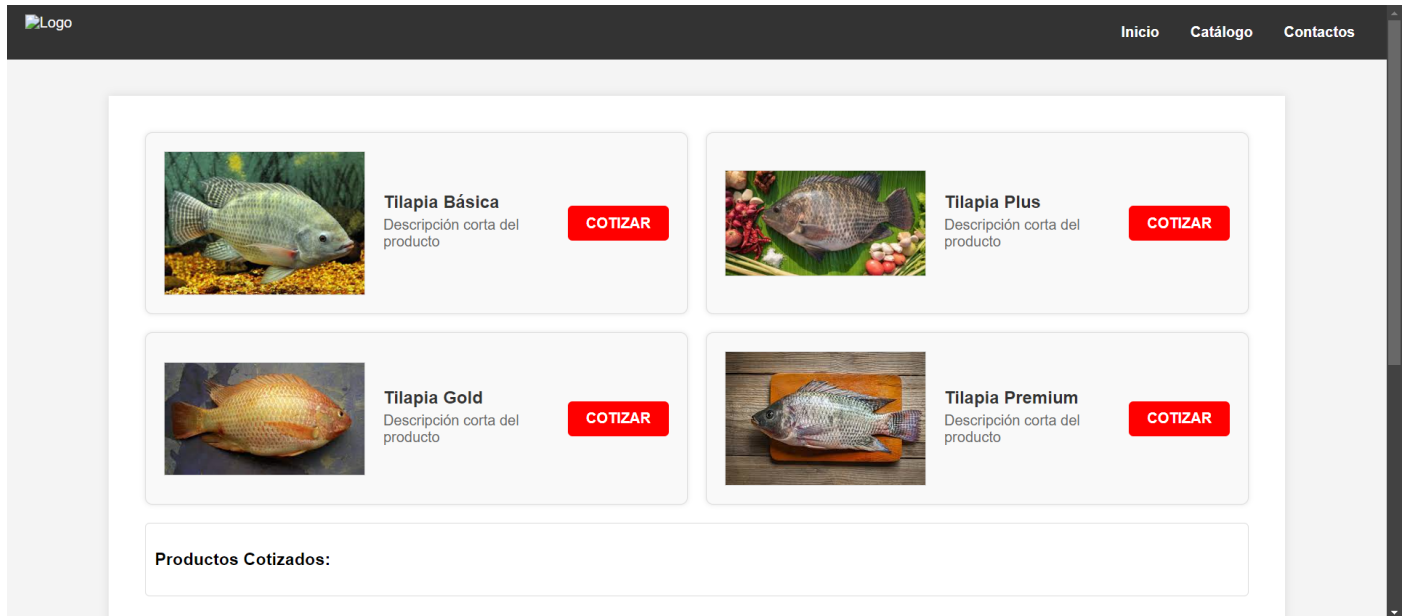 Logo
Inicio Catálogo Contactos
Tilapia Básica
Descripción corta del
producto
COTIZAR
Tilapia Plus
Descripción corta del
producto
COTIZAR
Tilapia Gold
Descripción corta del
producto
COTIZAR
Tilapia Premium
Descripción corta del
producto
COTIZAR
Productos Cotizados: